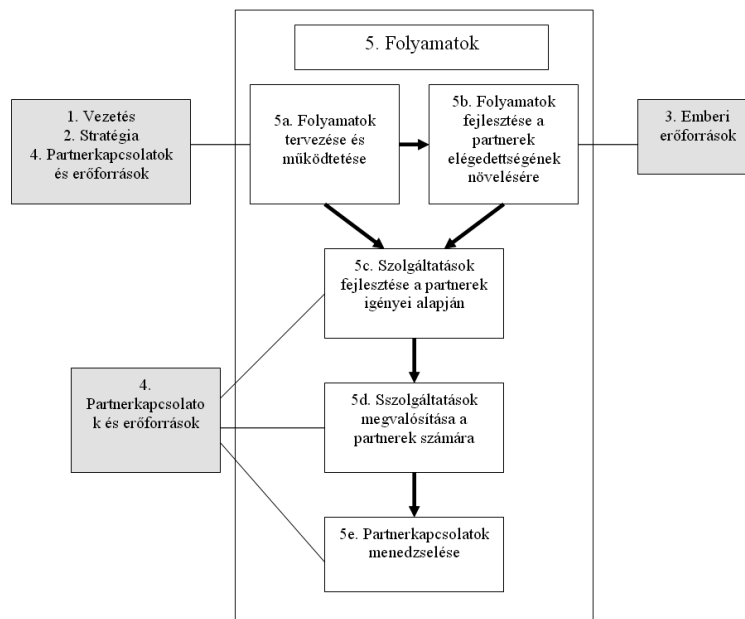 5. Folyamatok
1. Vezetés
2. Stratégia
4. Partnerkapcsolatok
és erőforrások
5a. Folyamatok
tervezése és
működtetése
5b. Folyamatok
fejlesztése a
partnerek
elégedettségének
növelésére
3. Emberi
erőforrások
5c. Szolgáltatások
fejlesztése a partnerek
igényei alapján
4.
Partnerkapcsolato
k és erőforrások
5d. Sszolgáltatások
megvalósítása a
partnerek számára
5e. Partnerkapcsolatok
menedzselése